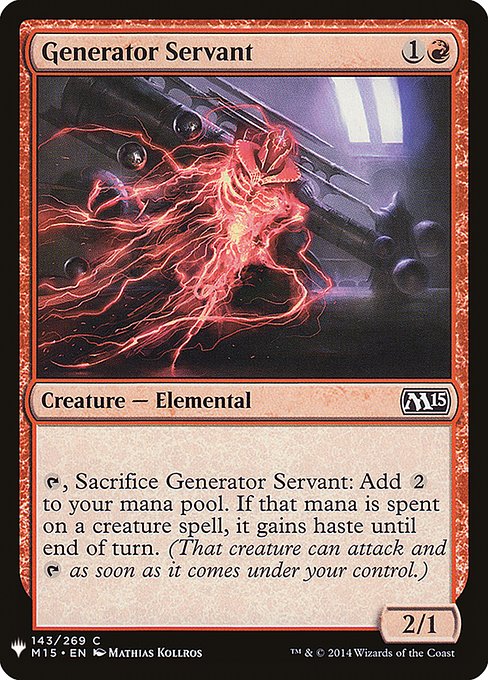 Generator Servant 1
Creature — Elemental M15
, Sacrifice Generator Servant: Add 2
to your mana pool. If that mana is spent
on a creature spell, it gains haste until
end of turn. (That creature can attack and
as soon as it comes under your control.)
2/1
143/269 C
M15 • EN Mathias Kollros ™ & © 2014 Wizards of the Coast